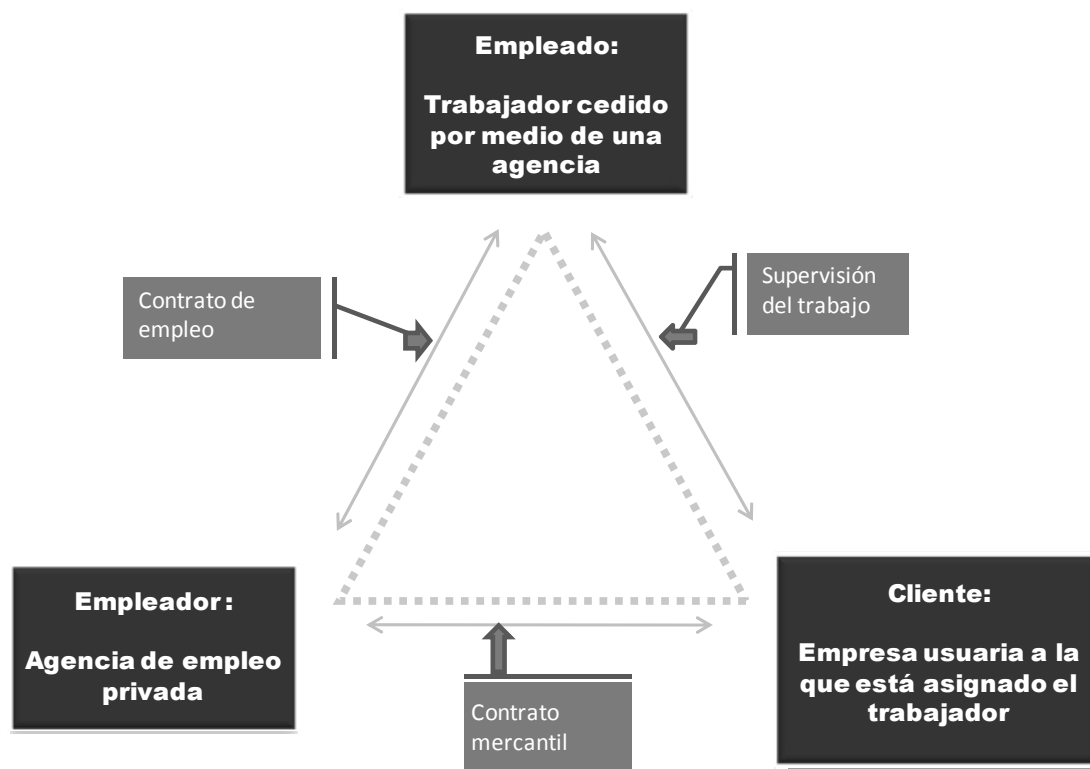 Empleado:
Trabajador cedido
por medio de una
agencia
Contrato de
empleo
Supervisión
del trabajo
Empleador :
Agencia de empleo
privada
Contrato
mercantil
Cliente:
Empresa usuaria a la
que está asignado el
trabajador